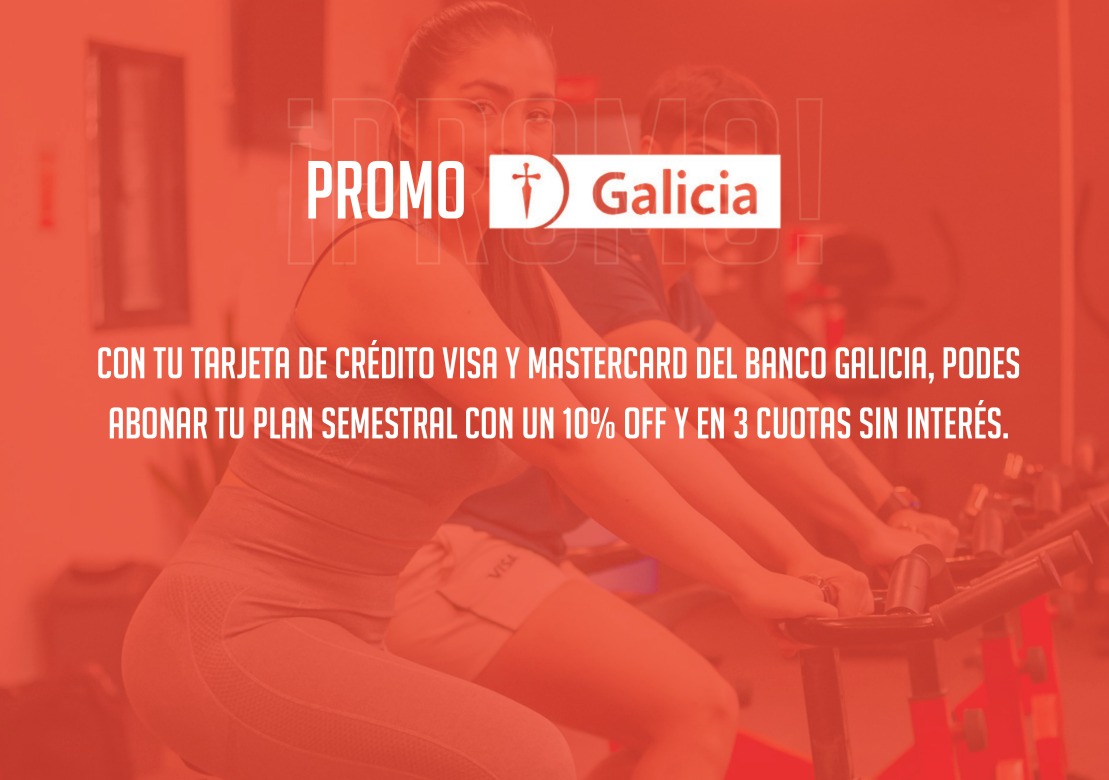 ¡PROMO!
PROMO Galicia
CON TU TARJETA DE CRÉDITO VISA Y MASTERCARD DEL BANCO GALICIA, PODES
ABONAR TU PLAN SEMESTRAL CON UN 10% OFF Y EN 3 CUOTAS SIN INTERÉS.
VISA